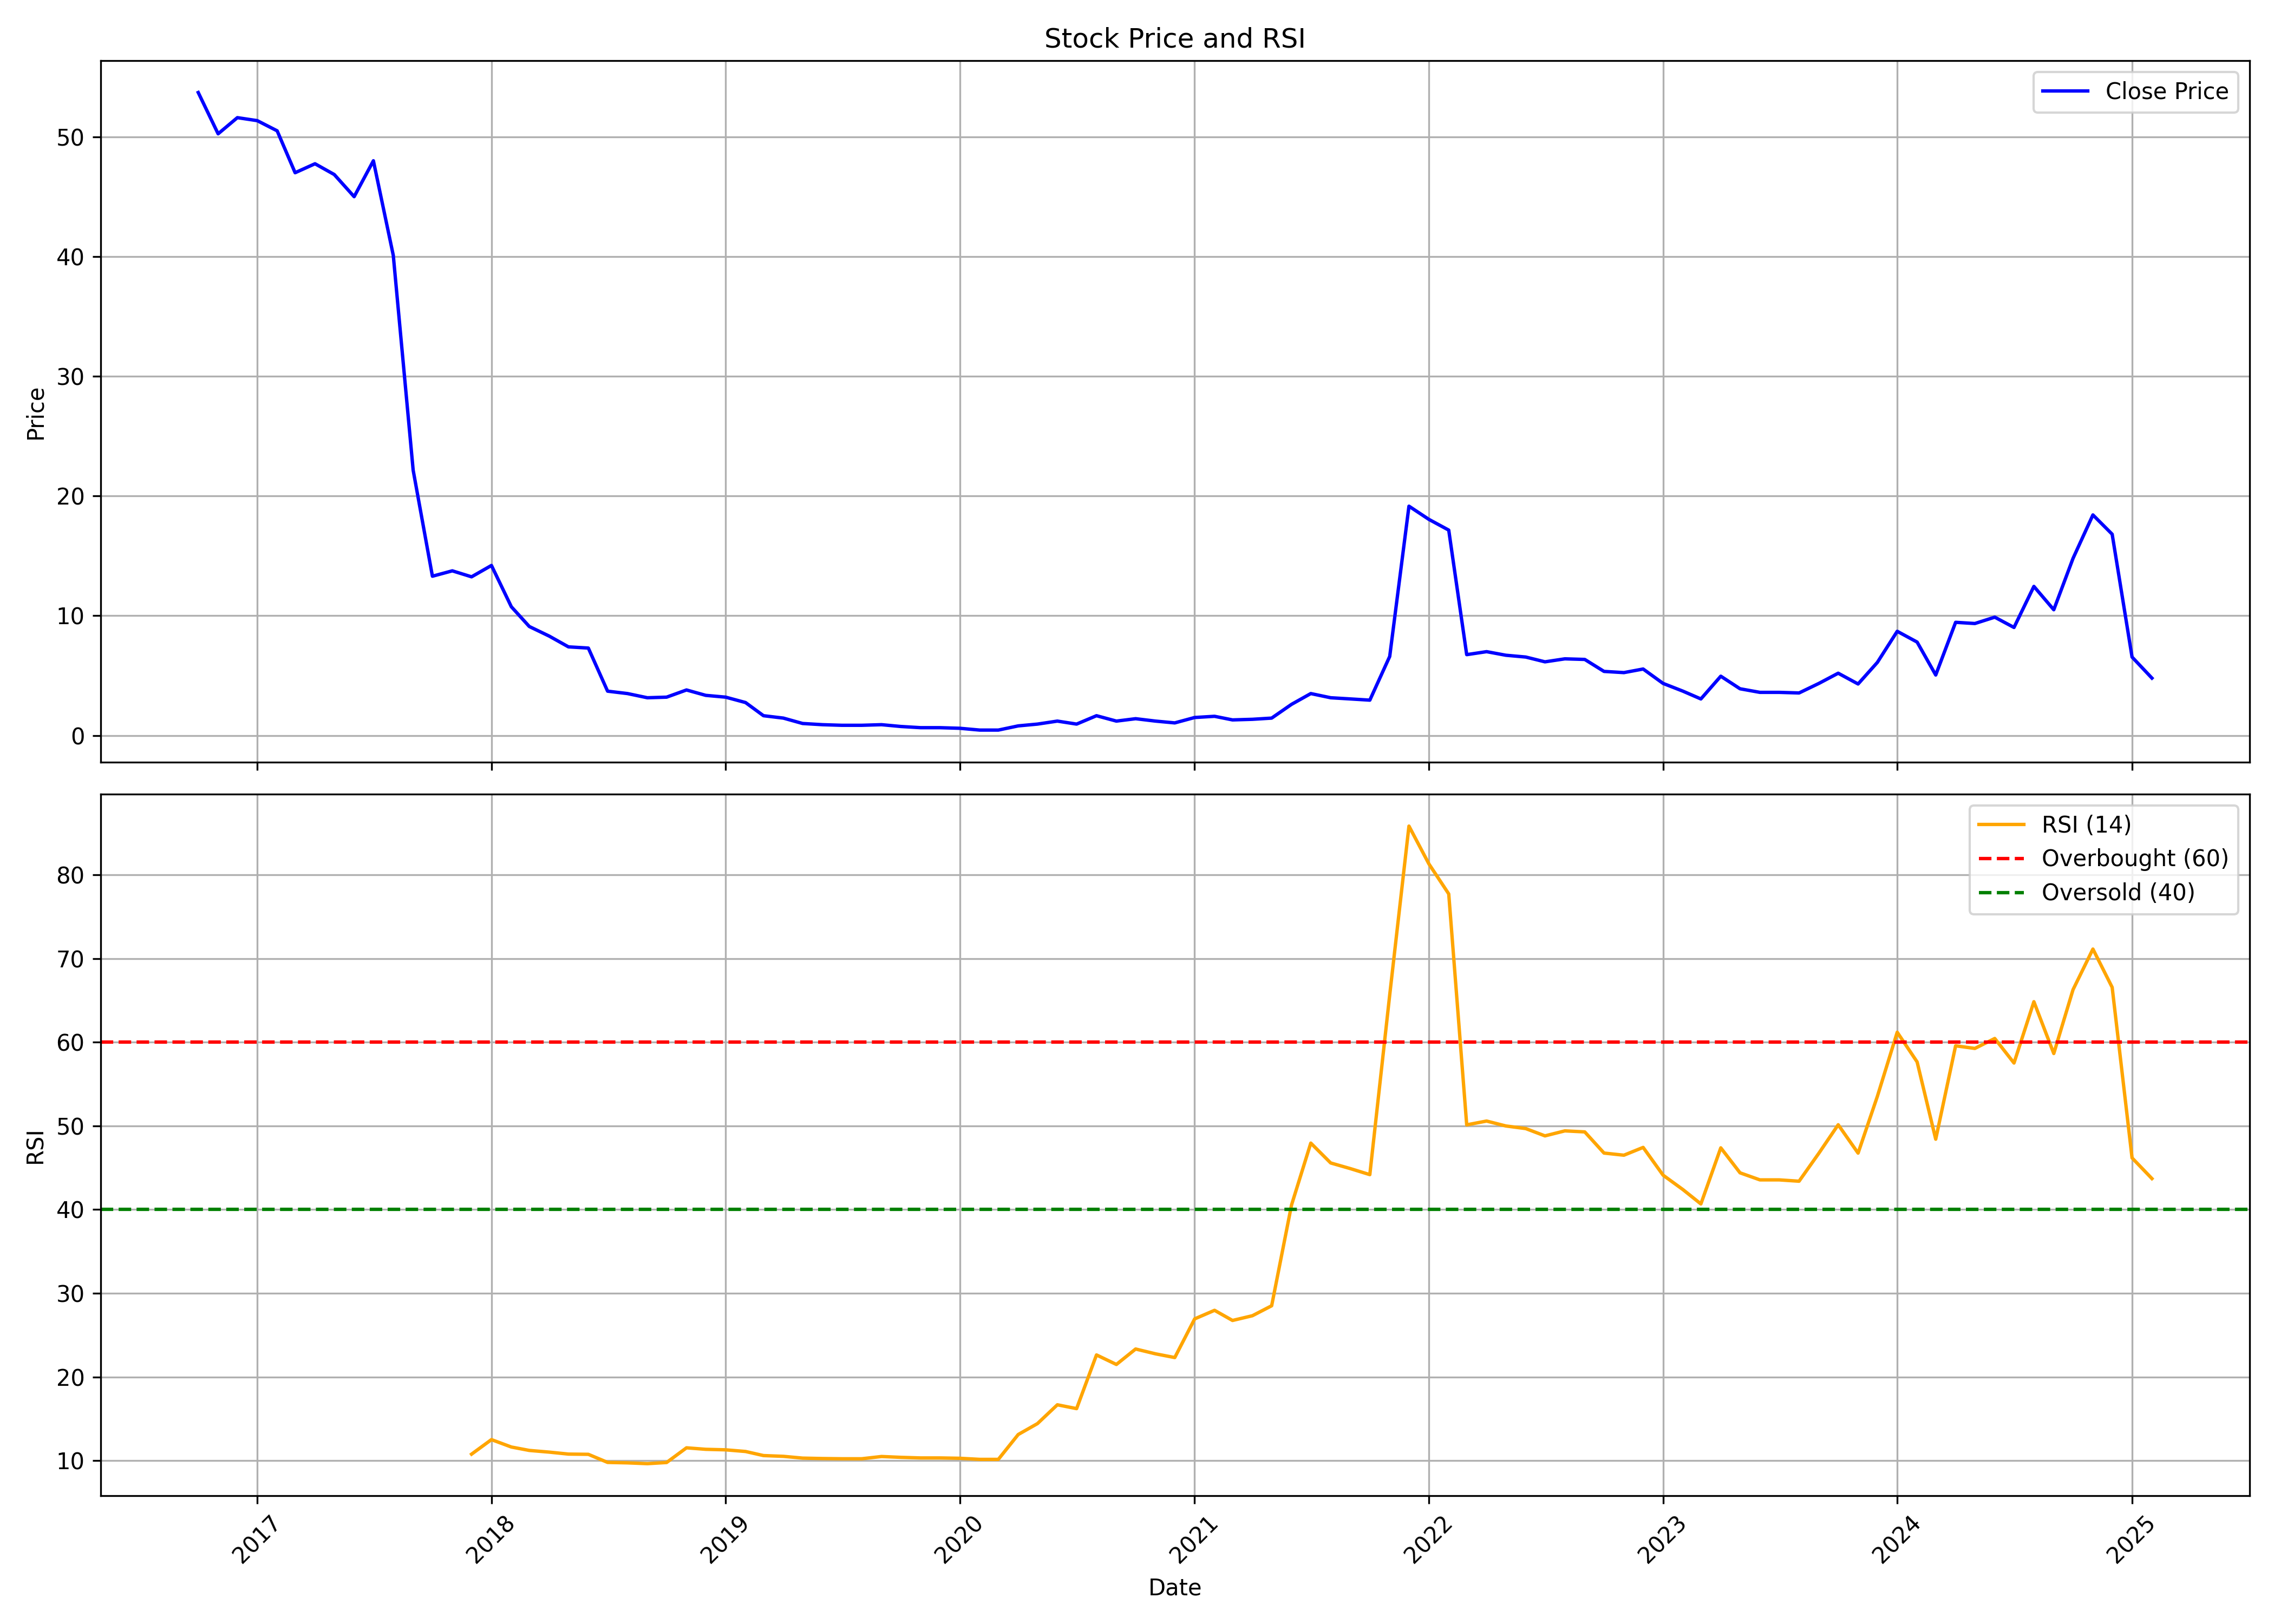 Stock Price and RSI
Close Price
50
40
30
20
10
0
Price
RSI (14)
Overbought (60)
Oversold (40)
80
70
60
50
40
30
20
10
RSI
2017
2018
2019
2020
2021
2022
2023
2024
2025
Date